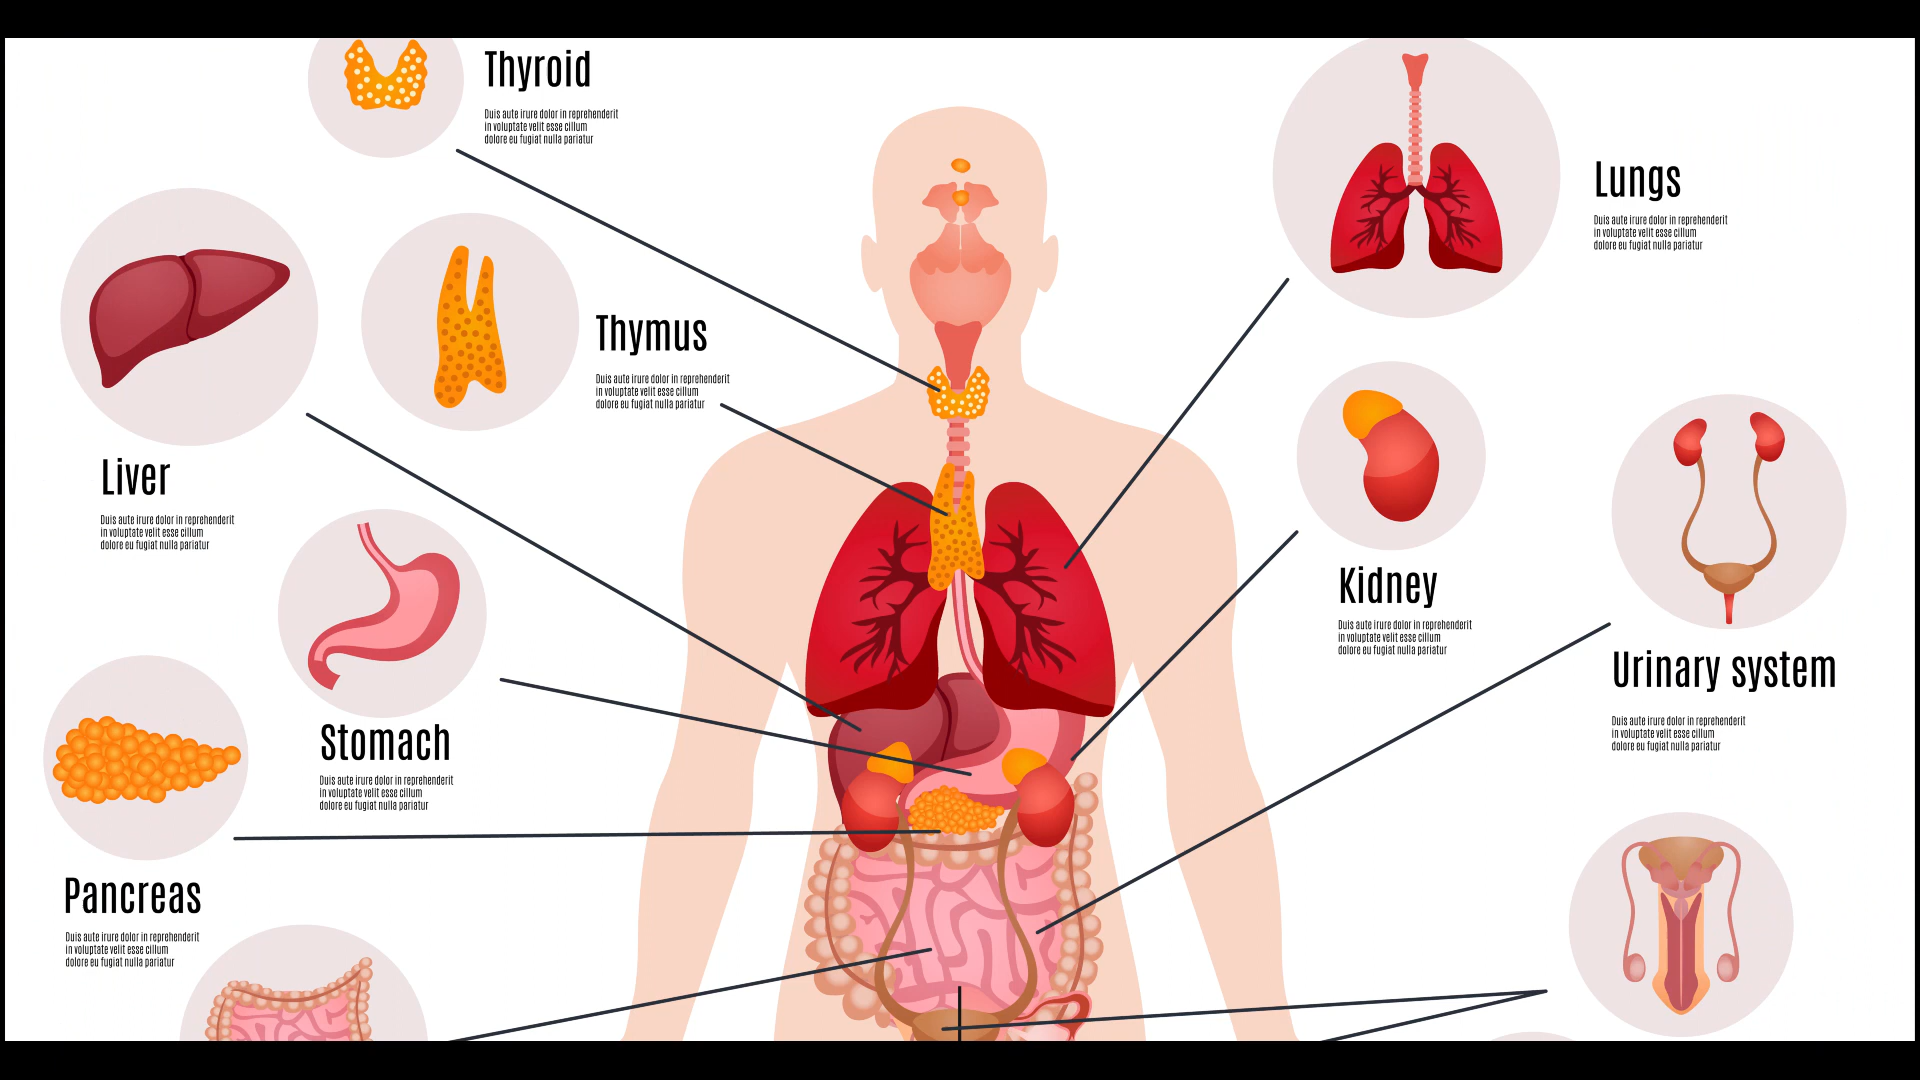 Thyroid
Duis aute irure dolor in reprehenderit
in voluptate velit esse cillum
dolore eu fugiat nulla pariatur
Lungs
Duis aute irure dolor in reprehenderit
in voluptate velit esse cillum
dolore eu fugiat nulla pariatur
Thymus
Duis aute irure dolor in reprehenderit
in voluptate velit esse cillum
dolore eu fugiat nulla pariatur
Liver
Duis aute irure dolor in reprehenderit
in voluptate velit esse cillum
dolore eu fugiat nulla pariatur
Kidney
Duis aute irure dolor in reprehenderit
in voluptate velit esse cillum
dolore eu fugiat nulla pariatur
Urinary system
Duis aute irure dolor in reprehenderit
in voluptate velit esse cillum
dolore eu fugiat nulla pariatur
Stomach
Duis aute irure dolor in reprehenderit
in voluptate velit esse cillum
dolore eu fugiat nulla pariatur
Pancreas
Duis aute irure dolor in reprehenderit
in voluptate velit esse cillum
dolore eu fugiat nulla pariatur